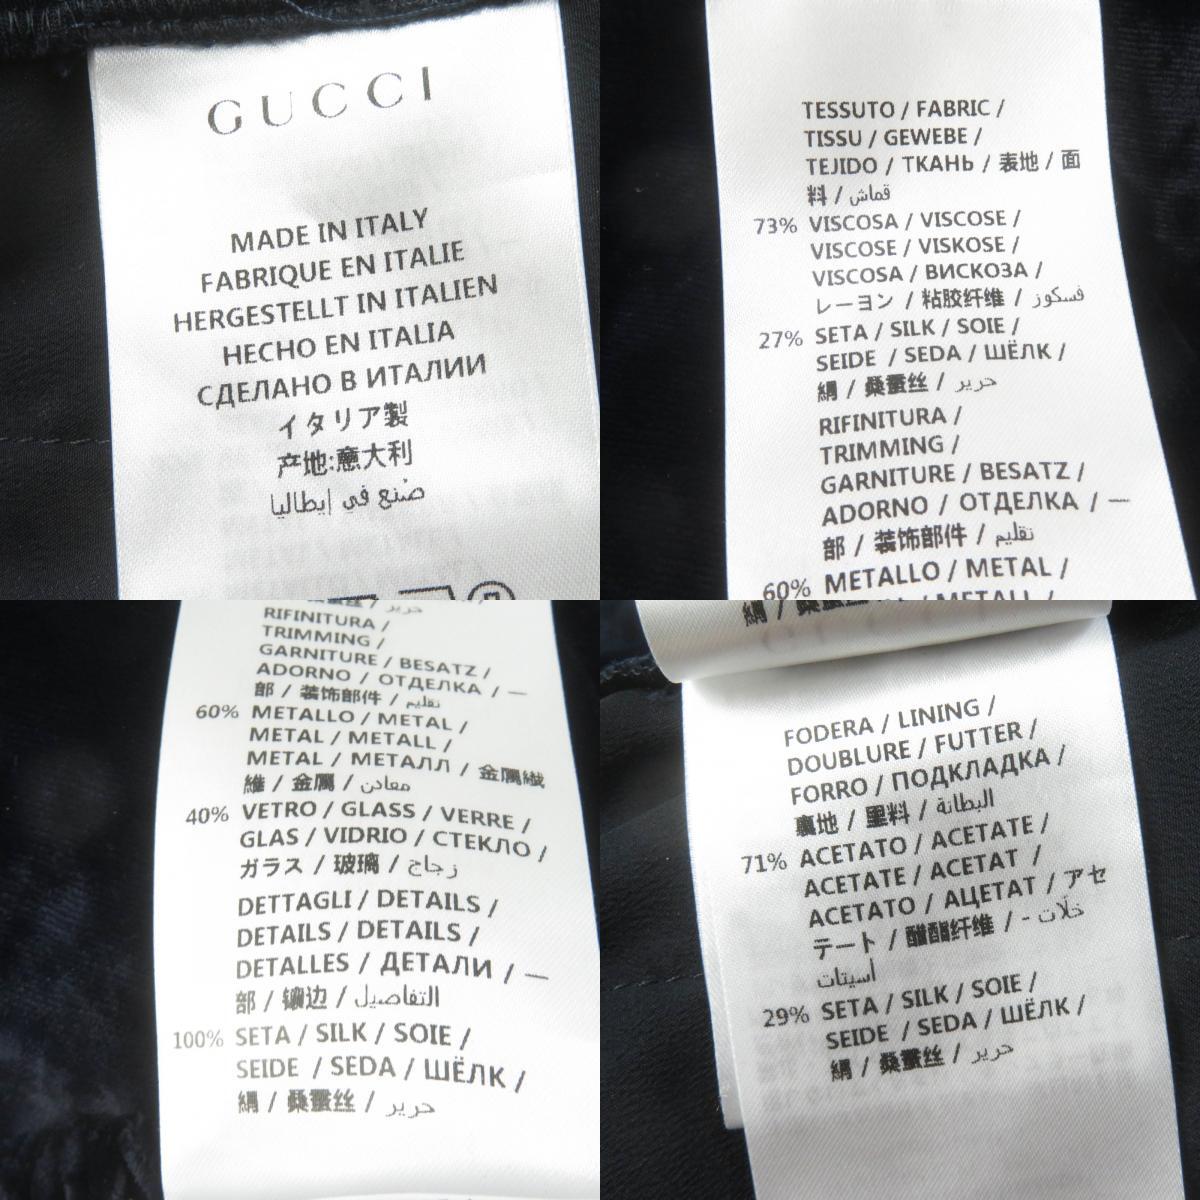 GUCCI
MADE IN ITALY
FABRIQUE EN ITALIE
HERGESTELLT IN ITALIEN
HECHO EN ITALIA
СДЕЛАНО В ИТАЛИИ
イタリア製
产地:意大利
صنع في إيطاليا
TESSUTO / FABRIC /
TISSU / GEWEBE /
TEJIDO / ТКАНЬ / 表地 / 面
料 / قماش
73% VISCOSA / VISCOSE /
VISCOSE / VISKOSE /
VISCOSA / ВИСКОЗА /
レーヨン / 粘胶纤维 / فسكوز
27% SETA / SILK / SOIE /
SEIDE / SEDA / ШЁЛК /
絹 / 桑蚕丝 / حرير
RIFINITURA /
TRIMMING /
GARNITURE / BESATZ /
ADORNO / ОТДЕЛКА / 一
部 / 装饰部件 / تقليم
60% METALLO / METAL /
RIFINITURA /
TRIMMING /
GARNITURE / BESATZ /
ADORNO / ОТДЕЛКА / 一
部 / 装饰部件 / تقليم
60% METALLO / METAL /
METAL / METALL /
METAL / МЕТАЛЛ / 金属繊
維 / 金属 / معادن
40% VETRO / GLASS / VERRE /
GLAS / VIDRIO / СТЕКЛО /
ガラス / 玻璃 / زجاج
DETTAGLI / DETAILS /
DETAILS / DETAILS /
DETALLES / ДЕТАЛИ / 一
部 / 镶边 / التفاصيل
100% SETA / SILK / SOIE /
SEIDE / SEDA / ШЁЛК /
絹 / 桑蚕丝 / حرير
FODERA / LINING /
DOUBLURE / FUTTER /
FORRO / ПОДКЛАДКА /
裏地 / 里料 / البطانة
71% ACETATO / ACETATE /
ACETATE / ACETAT /
ACETATO / АЦЕТАТ / アセ
テート / 醋酯纤维 / خلّات -
أسيتات
29% SETA / SILK / SOIE /
SEIDE / SEDA / ШЁЛК /
絹 / 桑蚕丝 / حرير